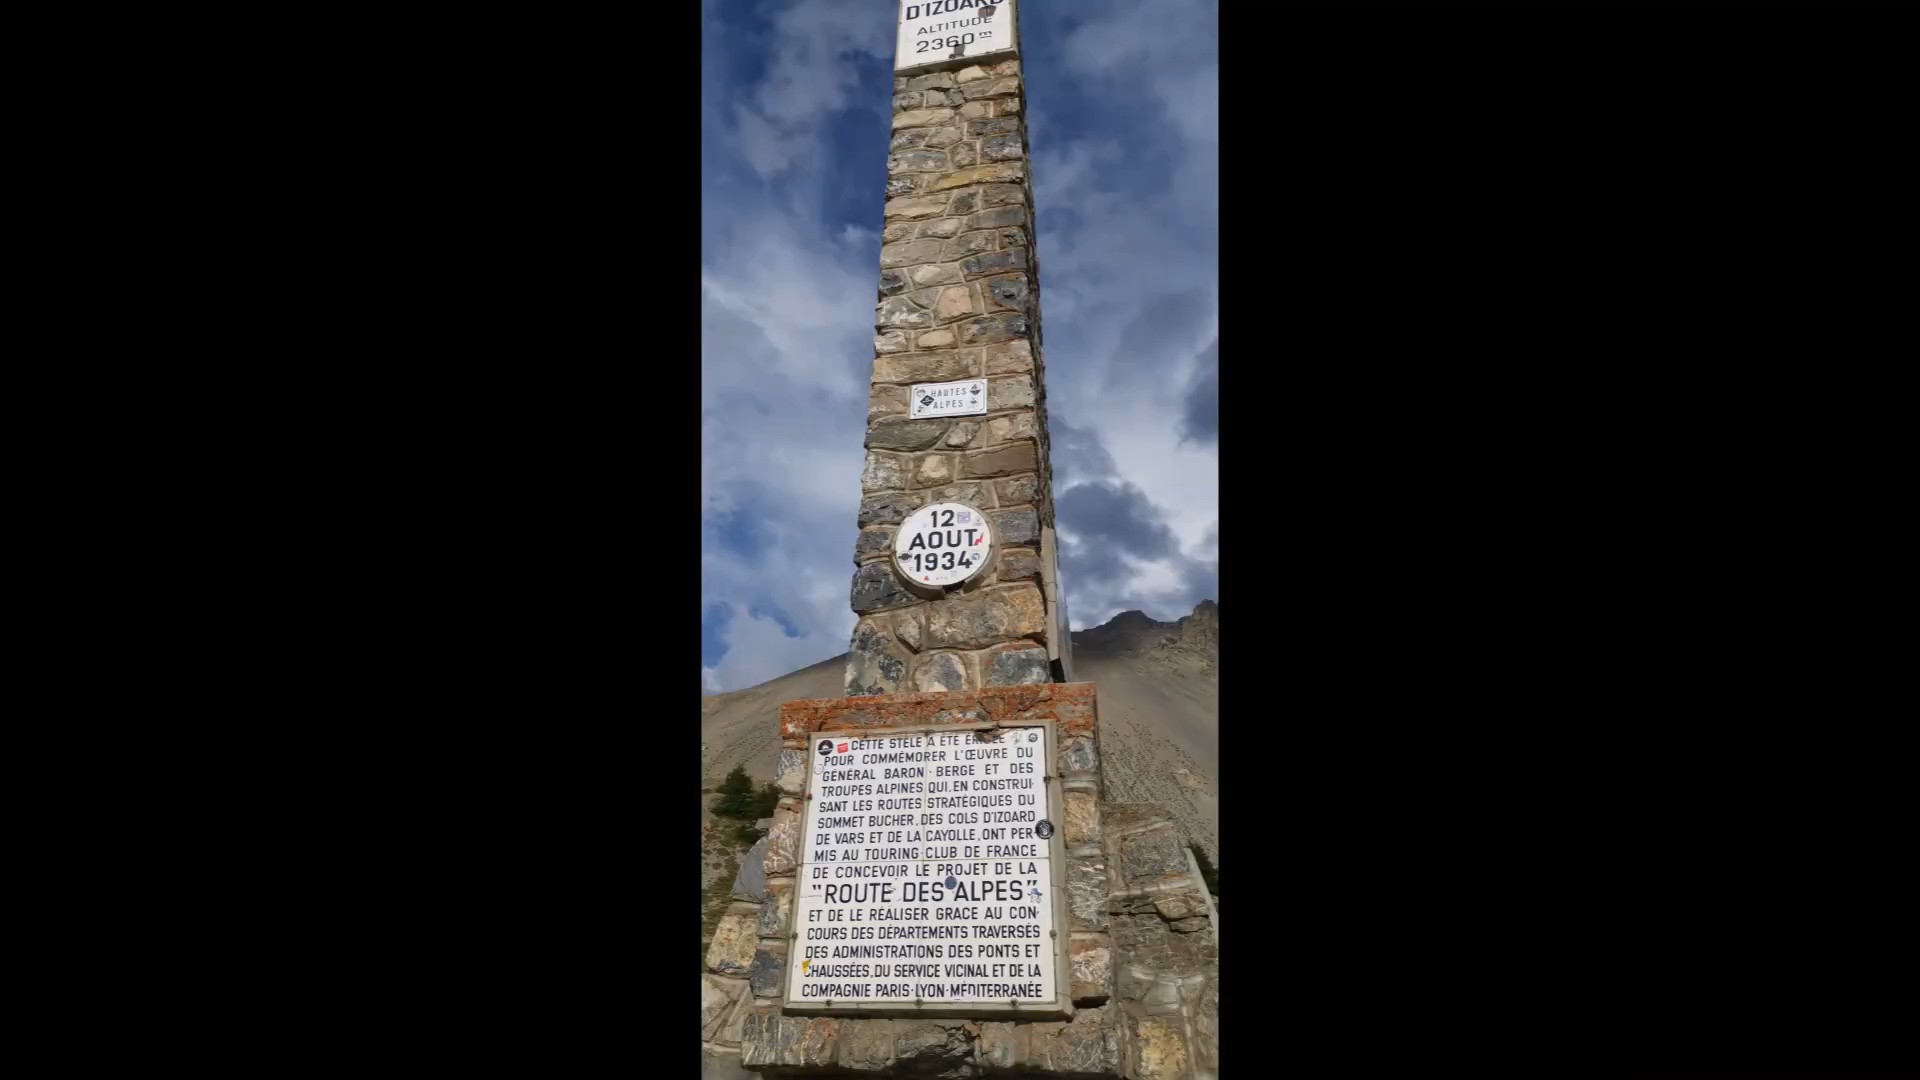 D'IZOARD
ALTITUDE
2360 m
HAUTES
ALPES
12
AOUT
1934
CETTE STÈLE A ÉTÉ ÉRIGÉE
POUR COMMÉMORER L'ŒUVRE DU
GÉNÉRAL BARON · BERGE ET DES
TROUPES ALPINES QUI, EN CONSTRUI-
SANT LES ROUTES STRATÉGIQUES DU
SOMMET BUCHER, DES COLS D'IZOARD
DE VARS ET DE LA CAYOLLE, ONT PER-
MIS AU TOURING-CLUB DE FRANCE
DE CONCEVOIR LE PROJET DE LA
"ROUTE DES ALPES"
ET DE LE RÉALISER GRACE AU CON-
COURS DES DÉPARTEMENTS TRAVERSÉS
DES ADMINISTRATIONS DES PONTS ET
CHAUSSÉES, DU SERVICE VICINAL ET DE LA
COMPAGNIE PARIS-LYON-MÉDITERRANÉE